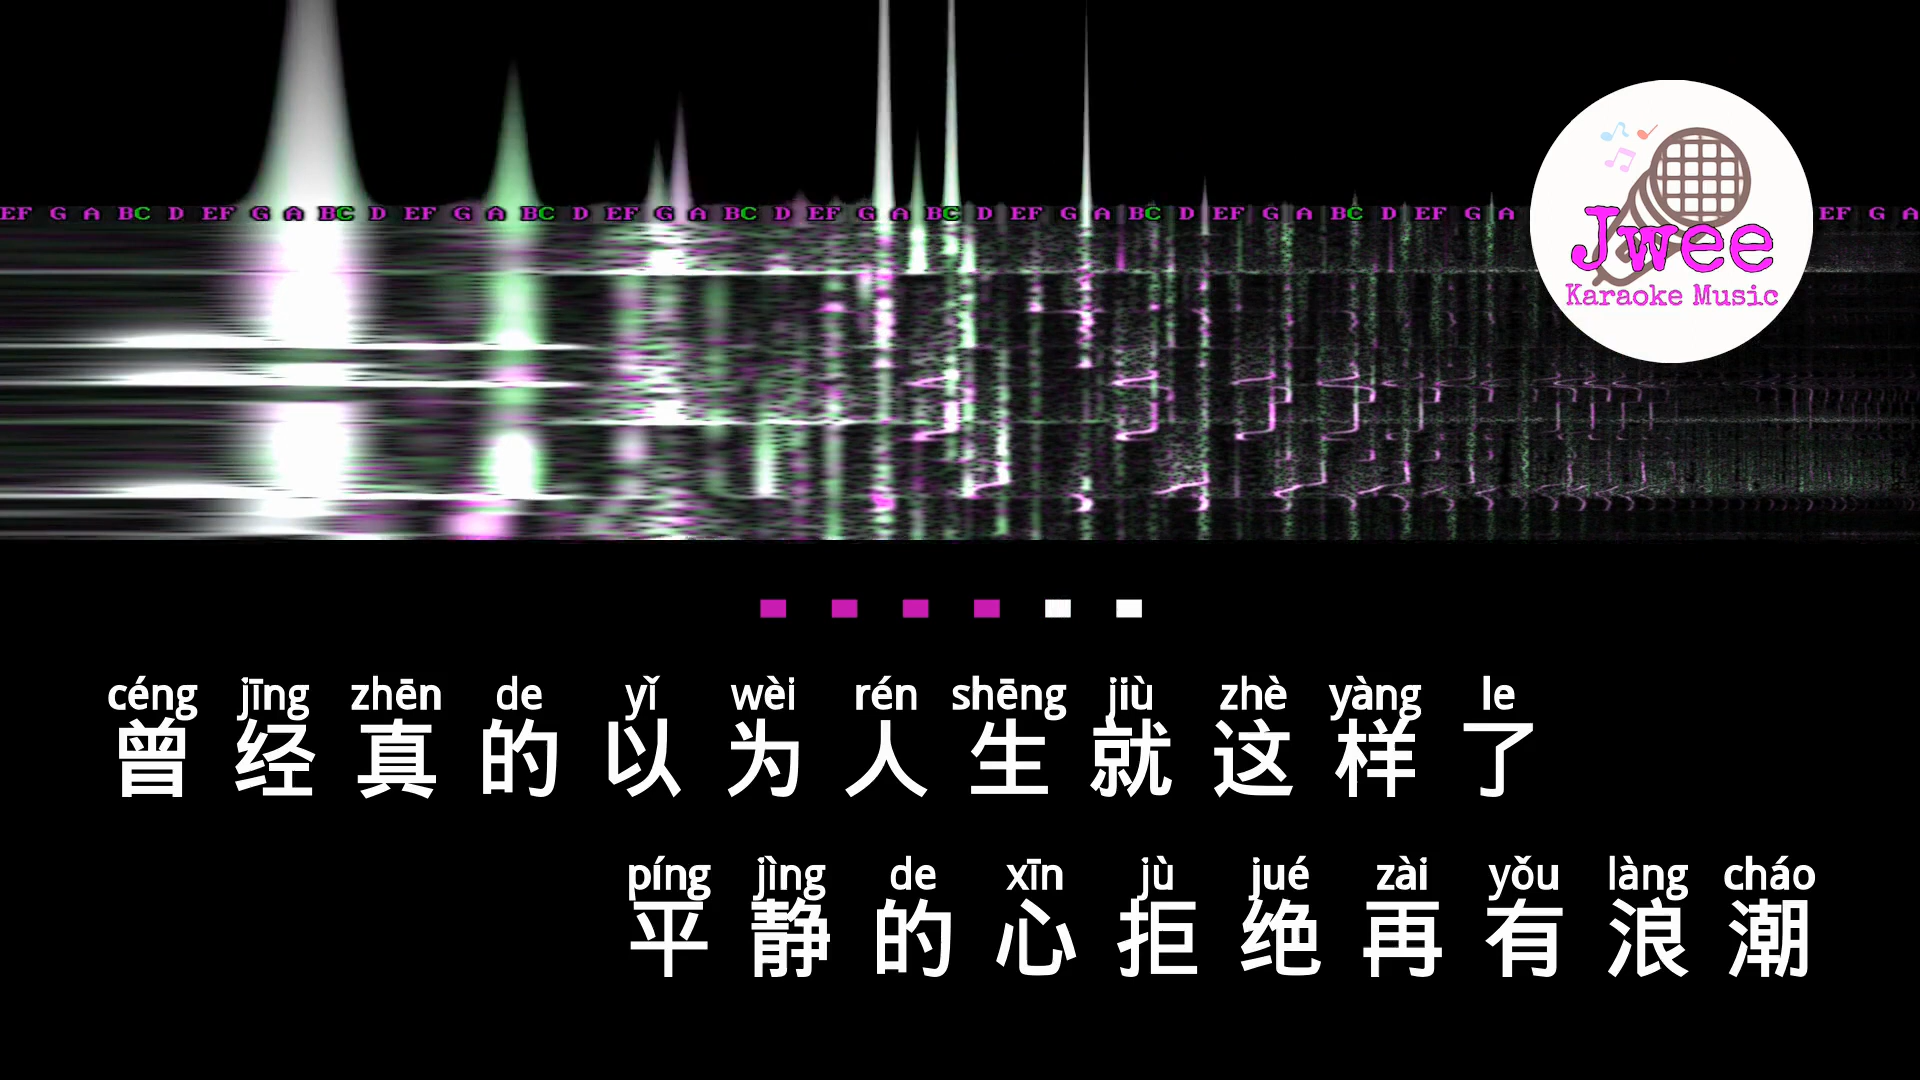 EF G A BC D EF G A BC D EF G A BC D EF G A BC D EF G A BC D EF G A BC D EF G A BC D EF G A EF G A
Jwee
Karaoke Music
céng jīng zhēn de yǐ wèi rén shēng jiù zhè yàng le
曾经真的以为人生就这样了
píng jìng de xīn jù jué zài yǒu làng cháo
平静的心拒绝再有浪潮